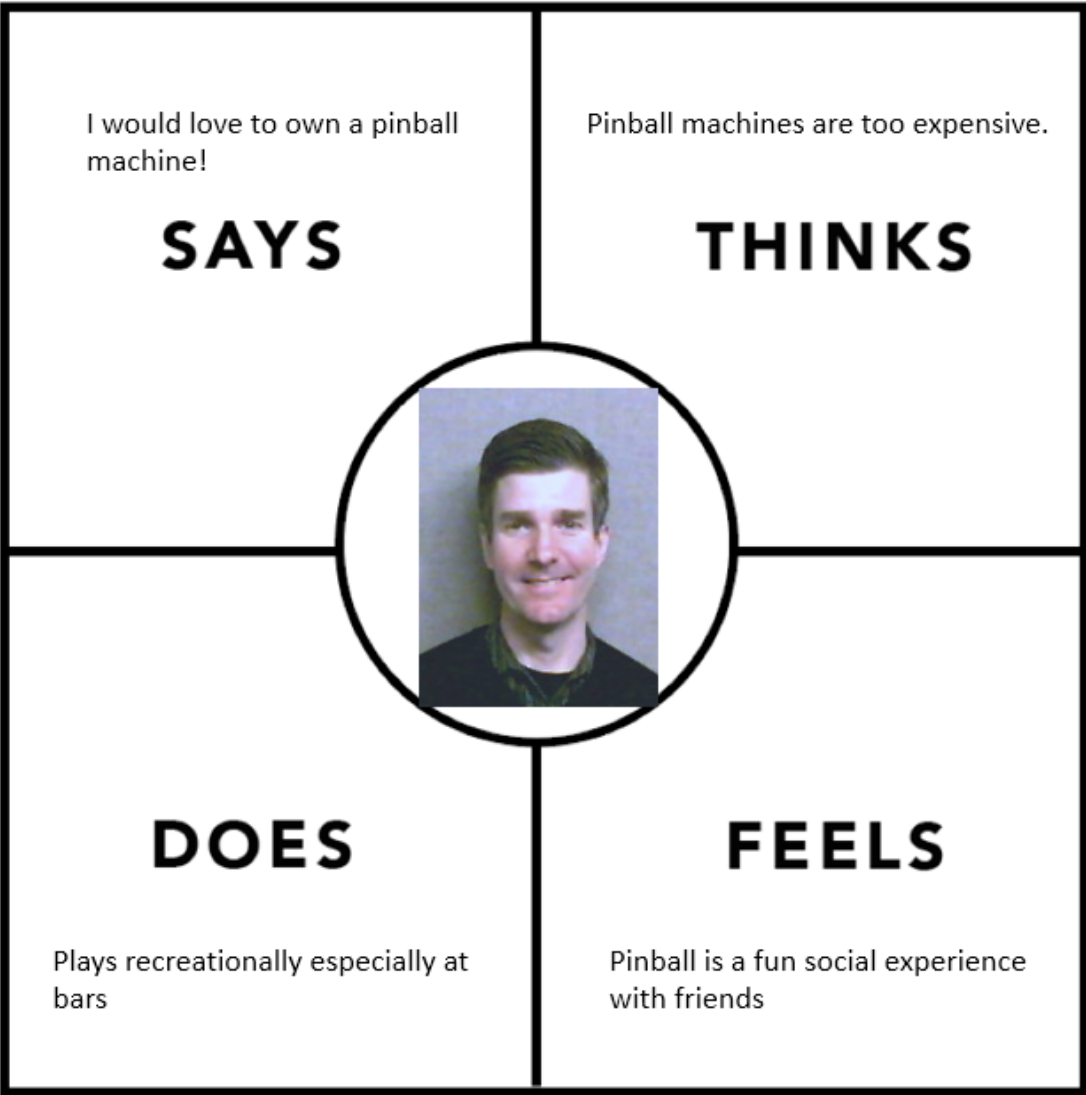 I would love to own a pinball
machine!
SAYS
Pinball machines are too expensive.
THINKS
DOES
Plays recreationally especially at
bars
FEELS
Pinball is a fun social experience
with friends